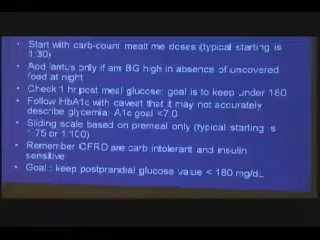 • Start with carb-count mealtime doses (typical starting is
1:30)
• Add lantus only if am BG high in absence of uncovered
food at night
• Check 1 hr post meal glucose: goal is to keep under 180
• Follow HbA1c with caveat that it may not accurately
describe glycemia: A1c goal <7.0
• Sliding scale based on premeal only (typical starting is
1:75 or 1:100)
• Remember CFRD are carb intolerant and insulin
sensitive
• Goal : keep postprandial glucose value < 180 mg/dL